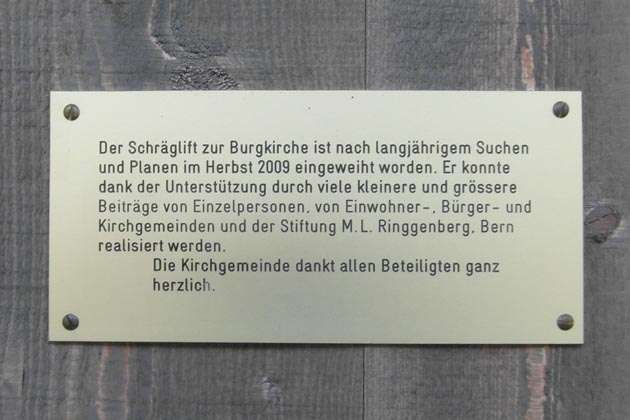 Der Schräglift zur Burgkirche ist nach langjährigem Suchen
und Planen im Herbst 2009 eingeweiht worden. Er konnte
dank der Unterstützung durch viele kleinere und grössere
Beiträge von Einzelpersonen, von Einwohner-, Bürger- und
Kirchgemeinden und der Stiftung M. L. Ringgenberg, Bern
realisiert werden.
Die Kirchgemeinde dankt allen Beteiligten ganz
herzlich.